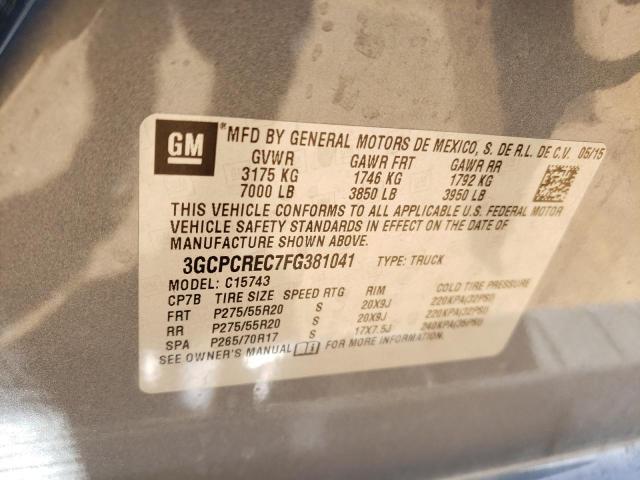 GM
*MFD BY GENERAL MOTORS DE MEXICO, S. DE R.L. DE C.V. 05/15
GVWR GAWR FRT GAWR RR
3175 KG 1746 KG 1792 KG
7000 LB 3850 LB 3950 LB
THIS VEHICLE CONFORMS TO ALL APPLICABLE U.S. FEDERAL MOTOR
VEHICLE SAFETY STANDARDS IN EFFECT ON THE DATE OF
MANUFACTURE SHOWN ABOVE.
3GCPCREC7FG381041 TYPE: TRUCK
MODEL: C15743
CP7B TIRE SIZE SPEED RTG RIM COLD TIRE PRESSURE
FRT P275/55R20 S 20X9J 220KPA(32PSI)
RR P275/55R20 S 20X9J 220KPA(32PSI)
SPA P265/70R17 S 17X7.5J 240KPA(35PSI)
SEE OWNER'S MANUAL FOR MORE INFORMATION.